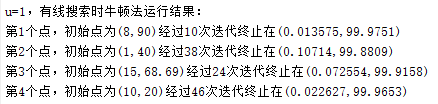 u=1，有线搜索时牛顿法运行结果：
第1个点，初始点为(8,90)经过10次迭代终止在(0.013575,99.9751)
第2个点，初始点为(1,40)经过38次迭代终止在(0.10714,99.8809)
第3个点，初始点为(15,68.69)经过24次迭代终止在(0.072554,99.9158)
第4个点，初始点为(10,20)经过46次迭代终止在(0.022627,99.9653)